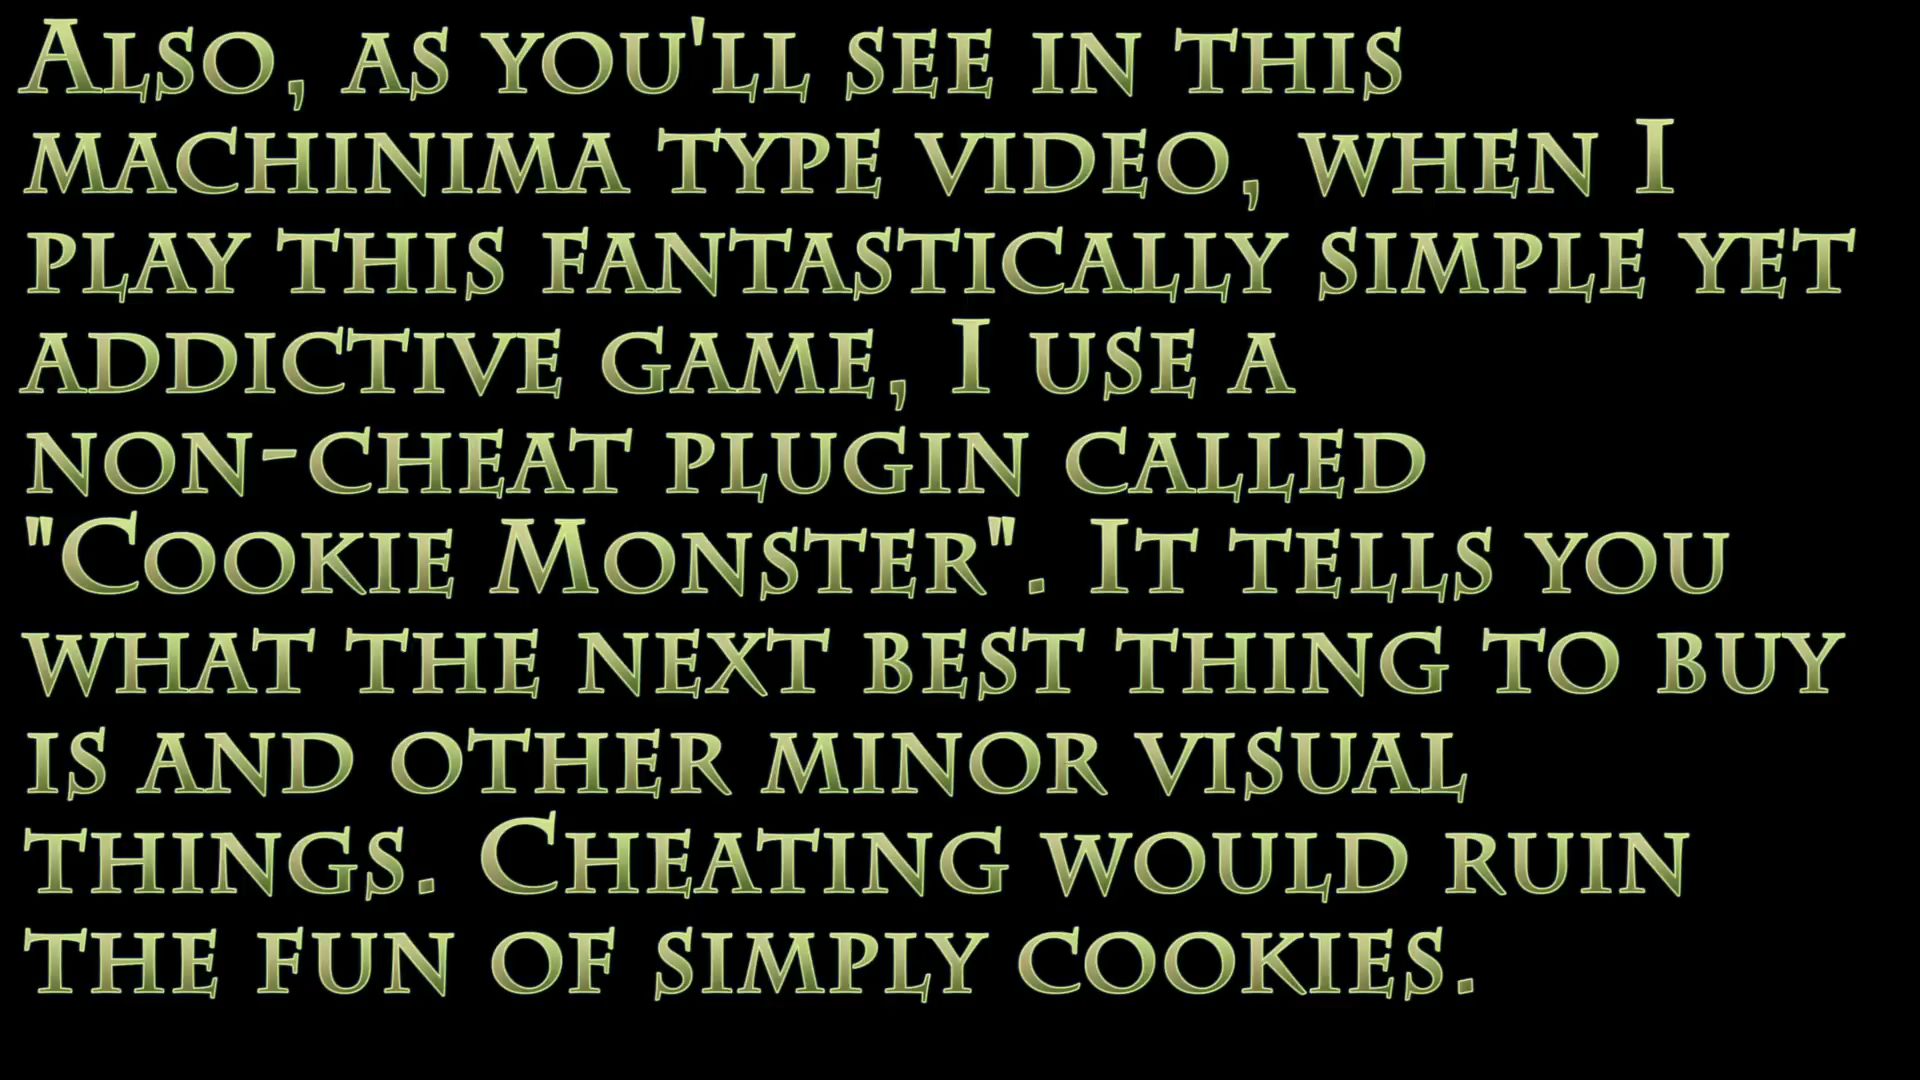 Also, as you'll see in this
machinima type video, when I
play this fantastically simple yet
addictive game, I use a
non-cheat plugin called
"Cookie Monster". It tells you
what the next best thing to buy
is and other minor visual
things. Cheating would ruin
the fun of simply cookies.